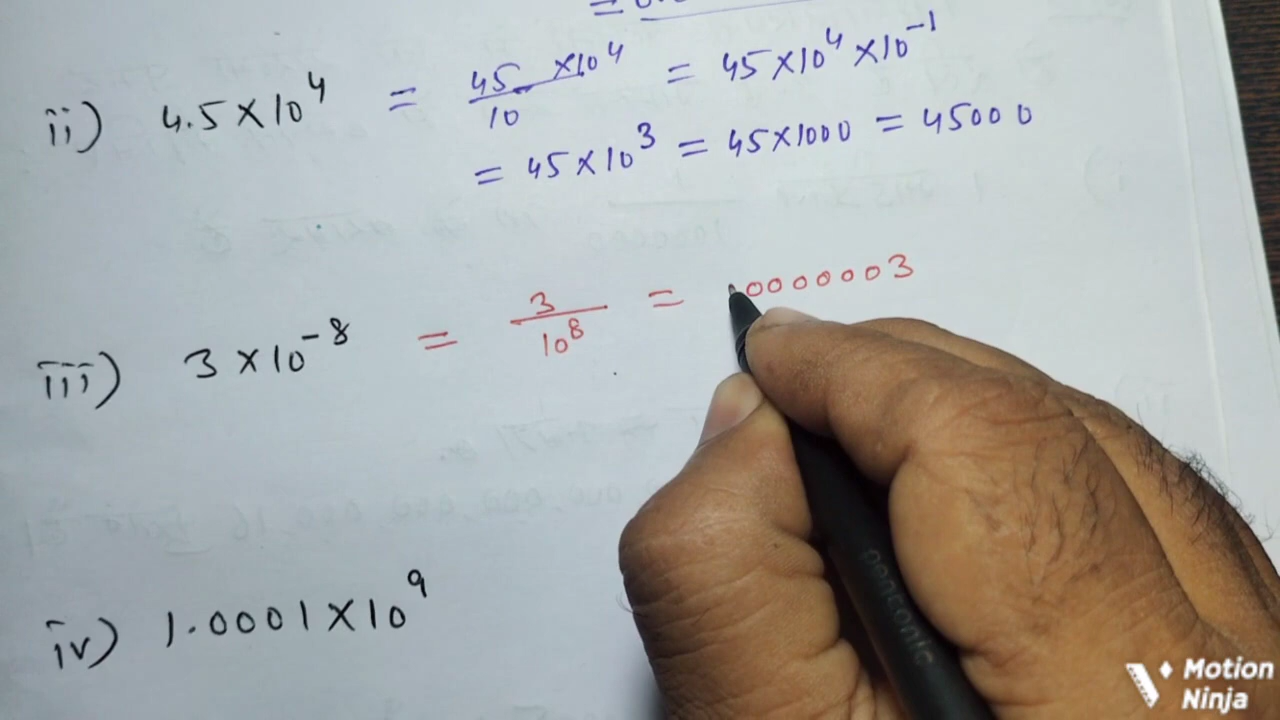 =
ii) 4.5×10⁴ = 45/10 ×10⁴ = 45×10⁴×10⁻¹
= 45×10³ = 45×1000 = 45000
iii) 3×10⁻⁸ = 3/10⁸ = .00000003
iv) 1.0001×10⁹
pentonic
Motion
Ninja